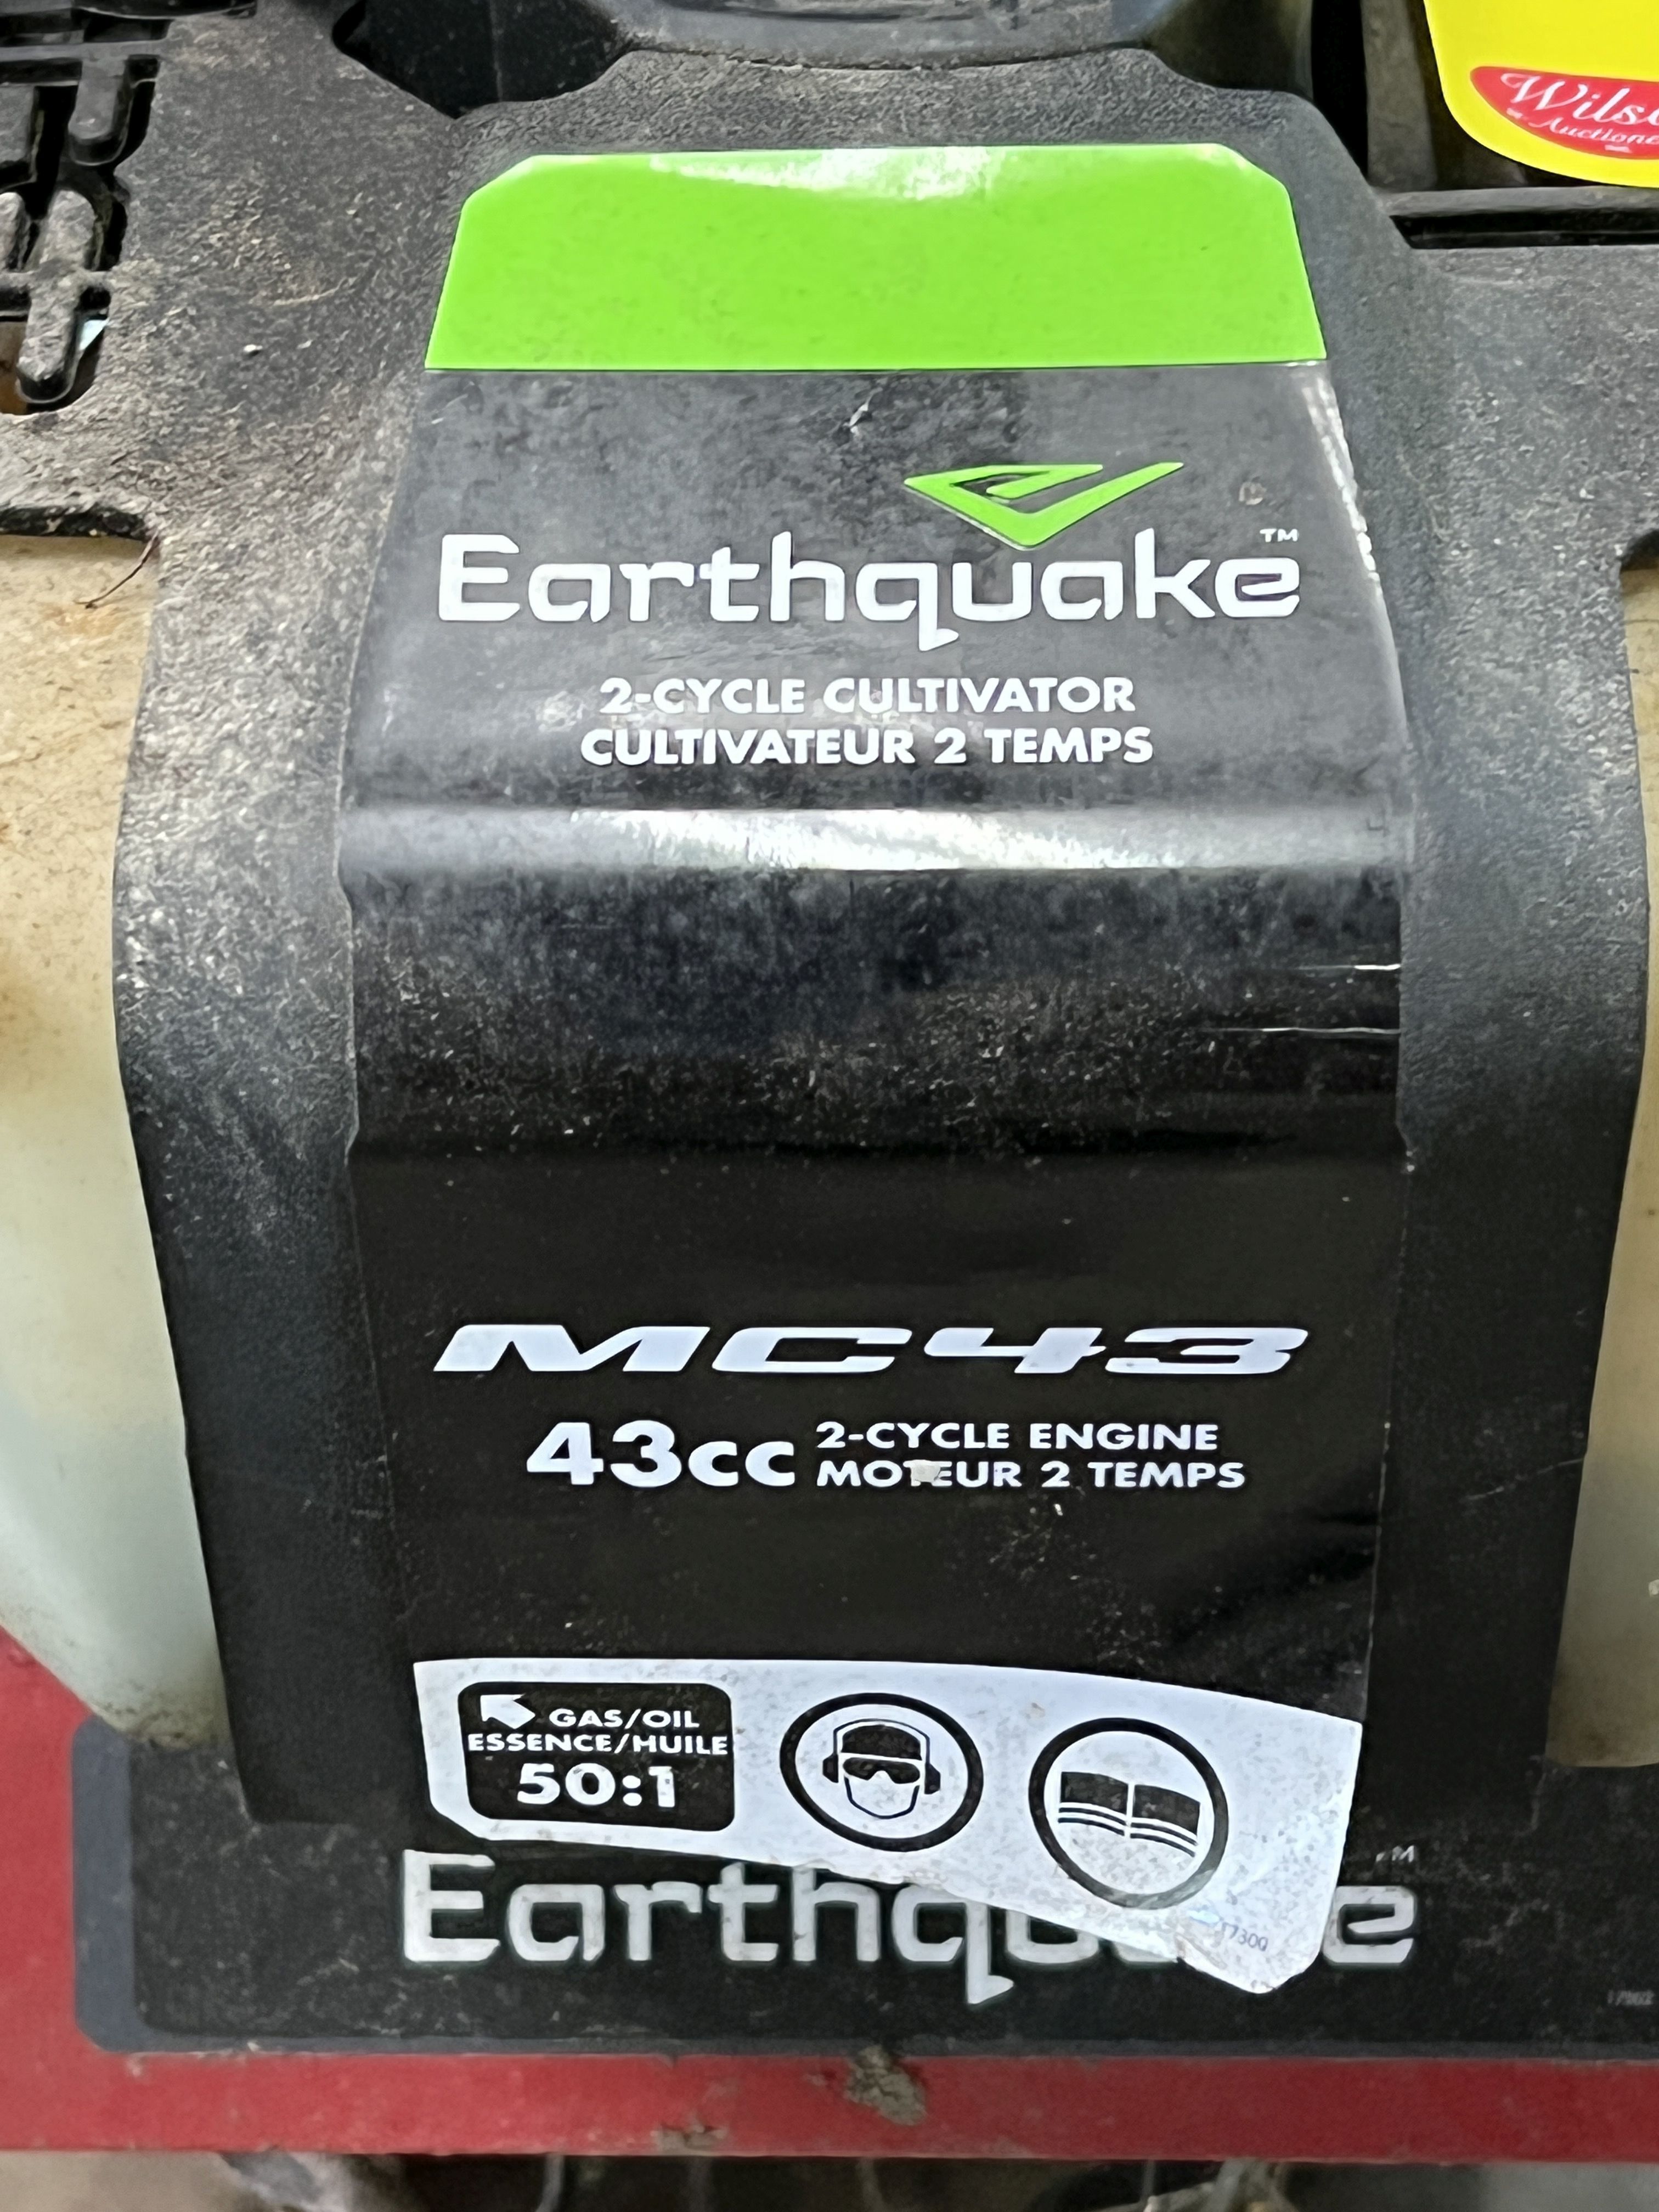 Earthquake™
2-CYCLE CULTIVATOR
CULTIVATEUR 2 TEMPS
MC43
43cc 2-CYCLE ENGINE
MOTEUR 2 TEMPS
GAS/OIL
ESSENCE/HUILE
50:1